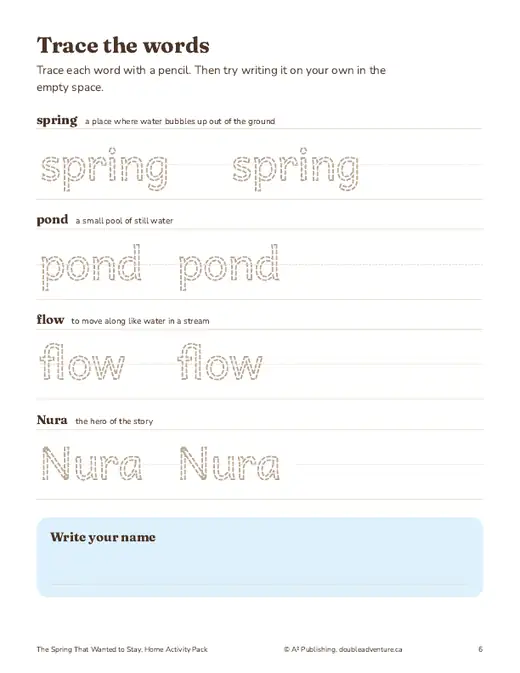 Trace the words
Trace each word with a pencil. Then try writing it on your own in the
empty space.
spring a place where water bubbles up out of the ground
spring spring
pond a small pool of still water
pond pond
flow to move along like water in a stream
flow flow
Nura the hero of the story
Nura Nura
Write your name
The Spring That Wanted to Stay, Home Activity Pack © A² Publishing. doubleadventure.ca 6